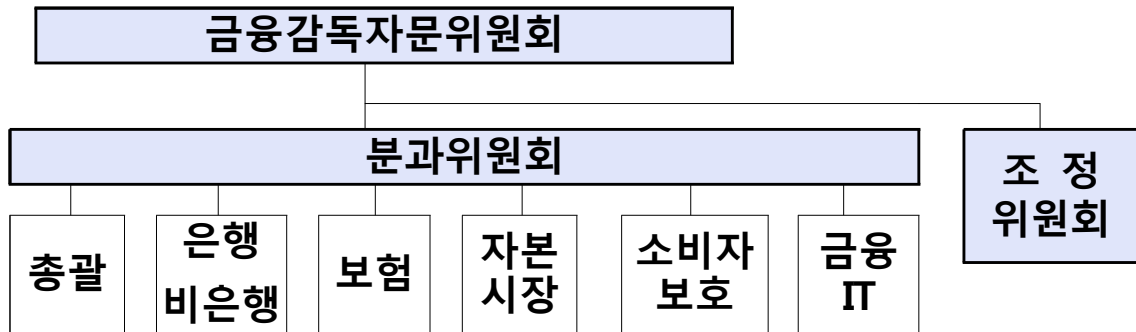 금융감독자문위원회
분과위원회
조 정
위원회
총괄
은행
비은행
보험
자본
시장
소비자
보호
금융
IT